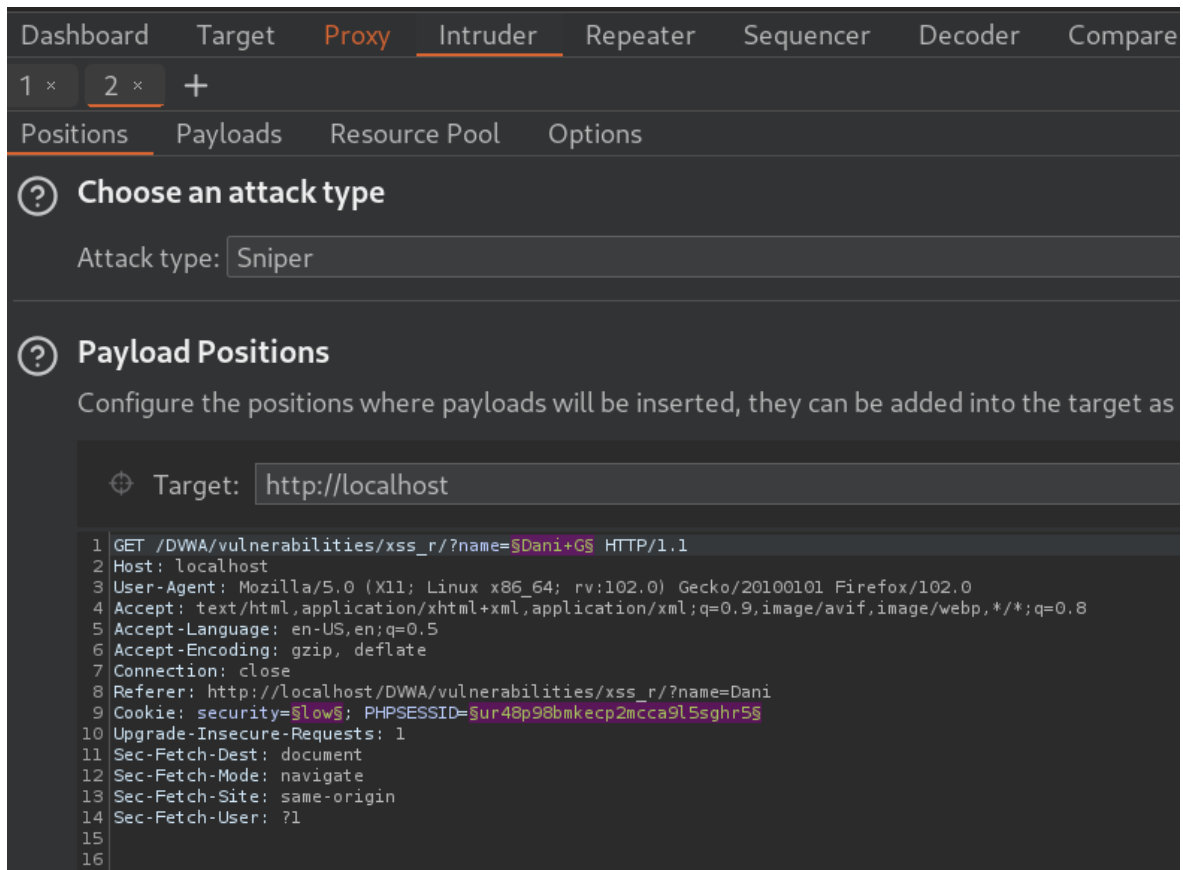 Dashboard Target Proxy Intruder Repeater Sequencer Decoder Compare
1 × 2 × +
Positions Payloads Resource Pool Options
? Choose an attack type
Attack type: Sniper
? Payload Positions
Configure the positions where payloads will be inserted, they can be added into the target as
Target: http://localhost
1 GET /DVWA/vulnerabilities/xss_r/?name=§Dani+G§ HTTP/1.1
2 Host: localhost
3 User-Agent: Mozilla/5.0 (X11; Linux x86_64; rv:102.0) Gecko/20100101 Firefox/102.0
4 Accept: text/html,application/xhtml+xml,application/xml;q=0.9,image/avif,image/webp,*/*;q=0.8
5 Accept-Language: en-US,en;q=0.5
6 Accept-Encoding: gzip, deflate
7 Connection: close
8 Referer: http://localhost/DVWA/vulnerabilities/xss_r/?name=Dani
9 Cookie: security=§low§; PHPSESSID=§ur48p98bmkecp2mcca9l5sghr5§
10 Upgrade-Insecure-Requests: 1
11 Sec-Fetch-Dest: document
12 Sec-Fetch-Mode: navigate
13 Sec-Fetch-Site: same-origin
14 Sec-Fetch-User: ?1
15
16